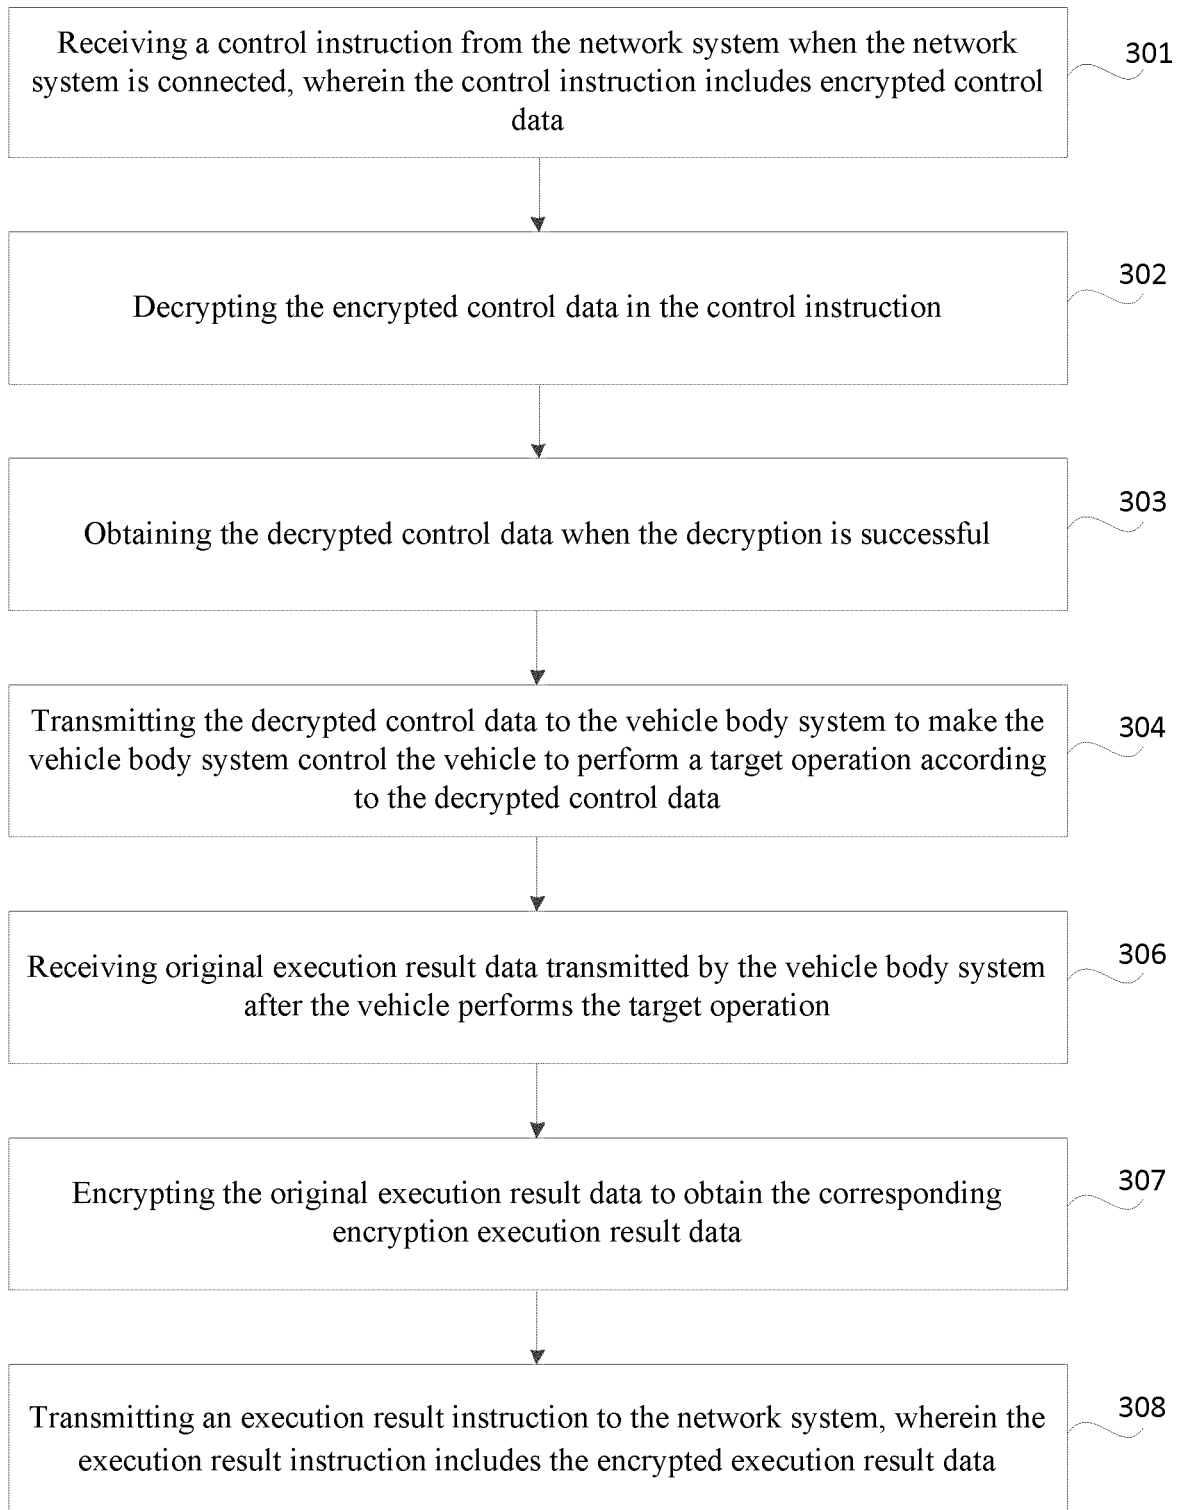 Receiving a control instruction from the network system when the network
system is connected, wherein the control instruction includes encrypted control
data
301
Decrypting the encrypted control data in the control instruction
302
Obtaining the decrypted control data when the decryption is successful
303
Transmitting the decrypted control data to the vehicle body system to make the
vehicle body system control the vehicle to perform a target operation according
to the decrypted control data
304
Receiving original execution result data transmitted by the vehicle body system
after the vehicle performs the target operation
306
Encrypting the original execution result data to obtain the corresponding
encryption execution result data
307
Transmitting an execution result instruction to the network system, wherein the
execution result instruction includes the encrypted execution result data
308